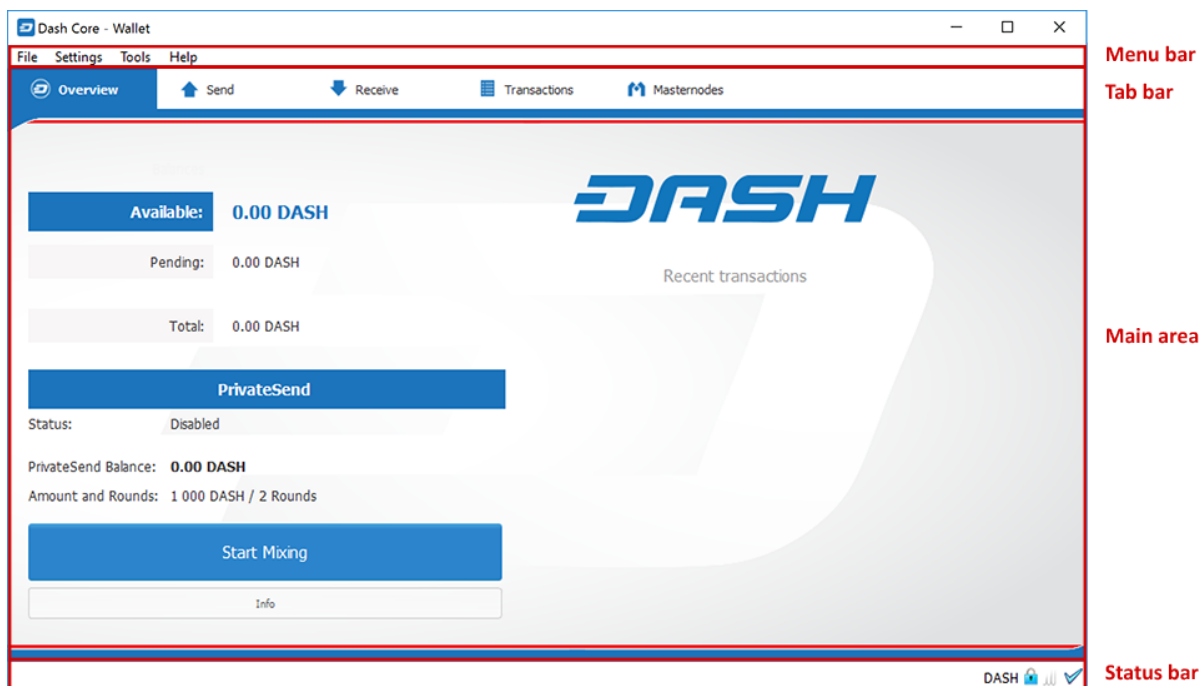 Dash Core - Wallet
File Settings Tools Help
Menu bar
Overview Send Receive Transactions Masternodes
Tab bar
DASH
Available: 0.00 DASH
Pending: 0.00 DASH
Recent transactions
Total: 0.00 DASH
Main area
PrivateSend
Status: Disabled
PrivateSend Balance: 0.00 DASH
Amount and Rounds: 1 000 DASH / 2 Rounds
Start Mixing
Info
DASH
Status bar